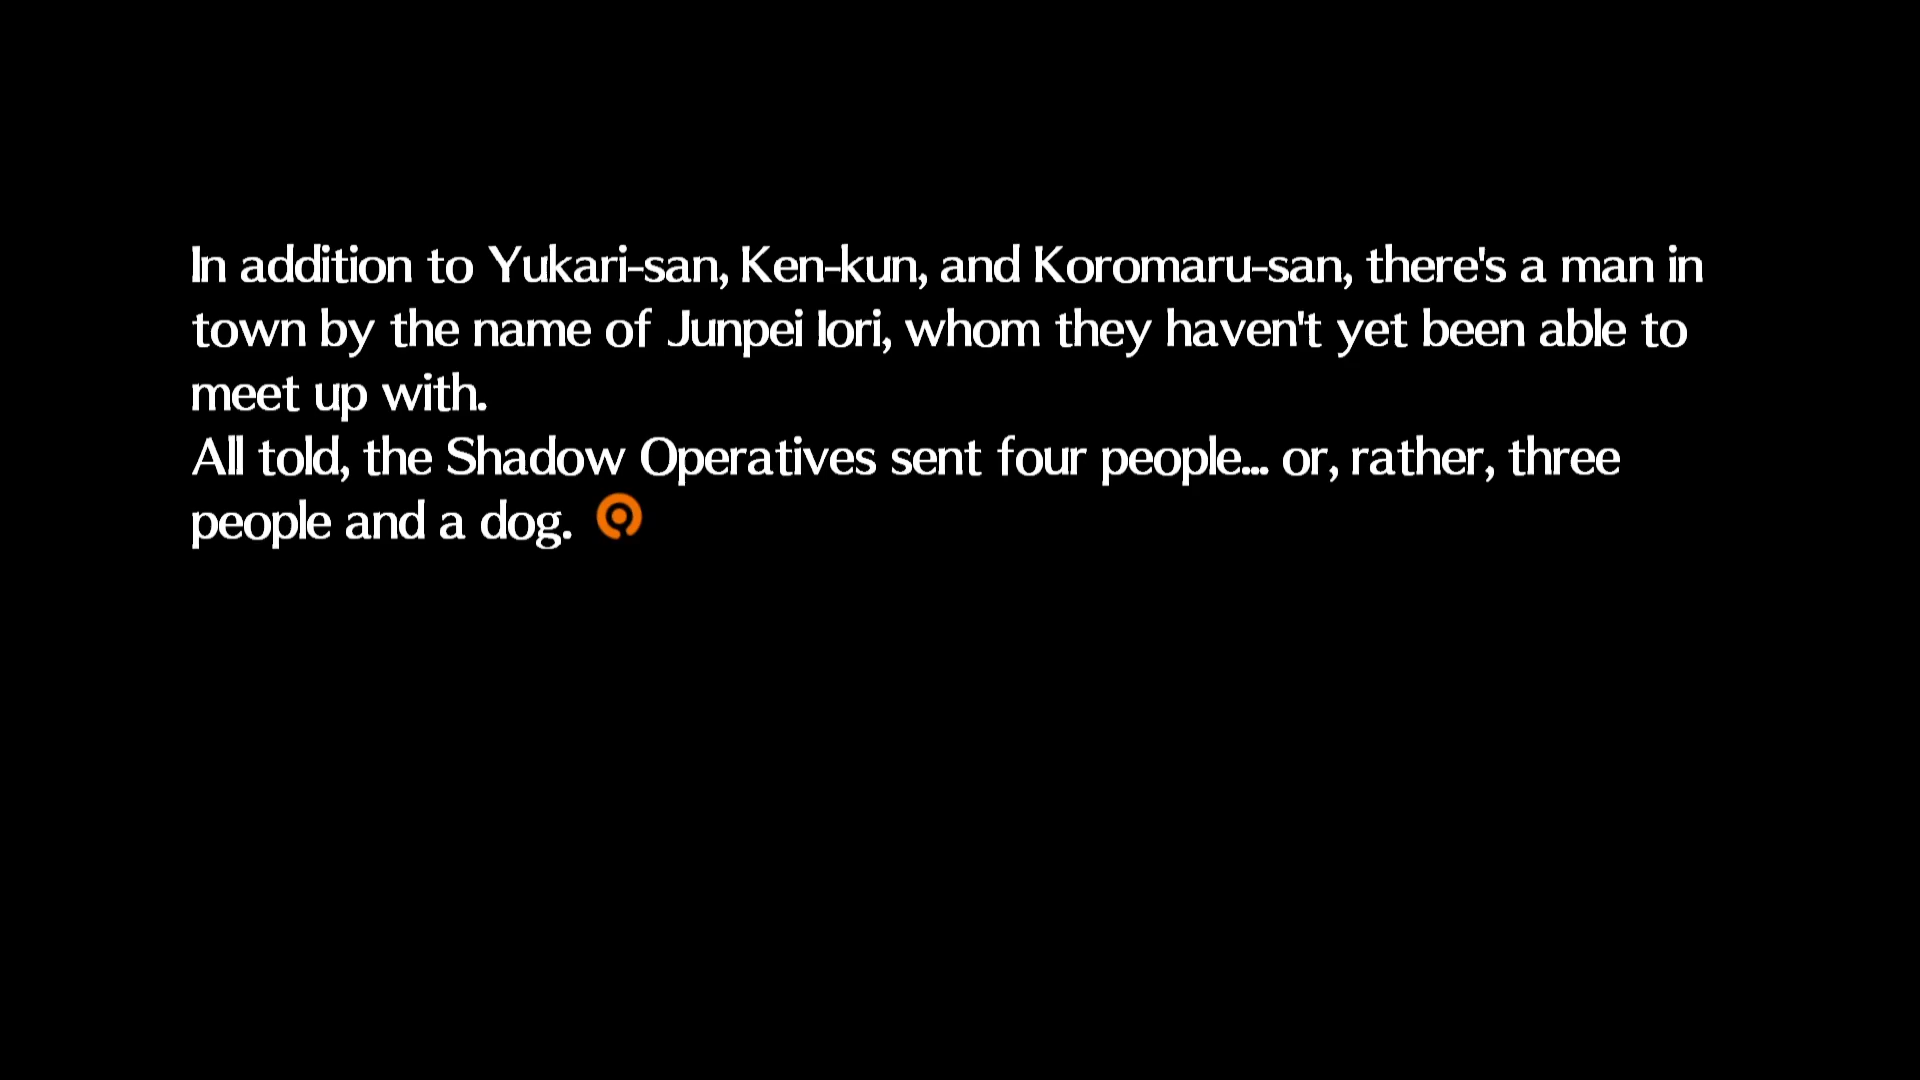 In addition to Yukari-san, Ken-kun, and Koromaru-san, there's a man in
town by the name of Junpei Iori, whom they haven't yet been able to
meet up with.
All told, the Shadow Operatives sent four people... or, rather, three
people and a dog.